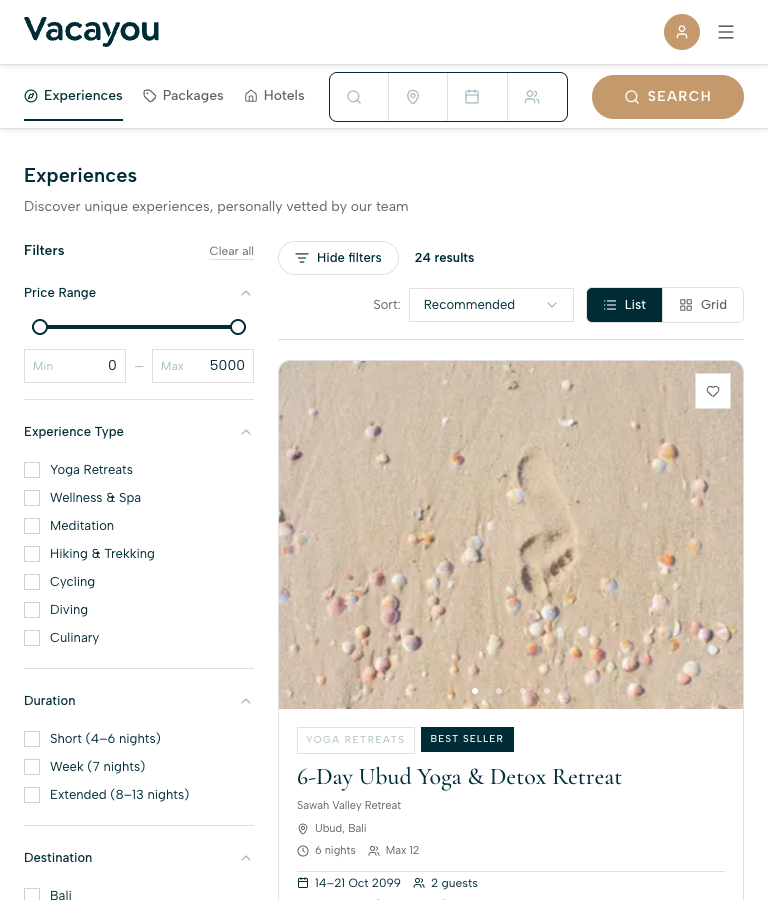 Vacayou
Experiences Packages Hotels SEARCH
Experiences
Discover unique experiences, personally vetted by our team
Filters Clear all
Hide filters 24 results
Price Range
Sort: Recommended List Grid
Min 0 – Max 5000
Experience Type
Yoga Retreats
Wellness & Spa
Meditation
Hiking & Trekking
Cycling
Diving
Culinary
Duration
Short (4–6 nights)
Week (7 nights)
Extended (8–13 nights)
Destination
Bali
YOGA RETREATS BEST SELLER
6-Day Ubud Yoga & Detox Retreat
Sawah Valley Retreat
Ubud, Bali
6 nights Max 12
14–21 Oct 2099 2 guests